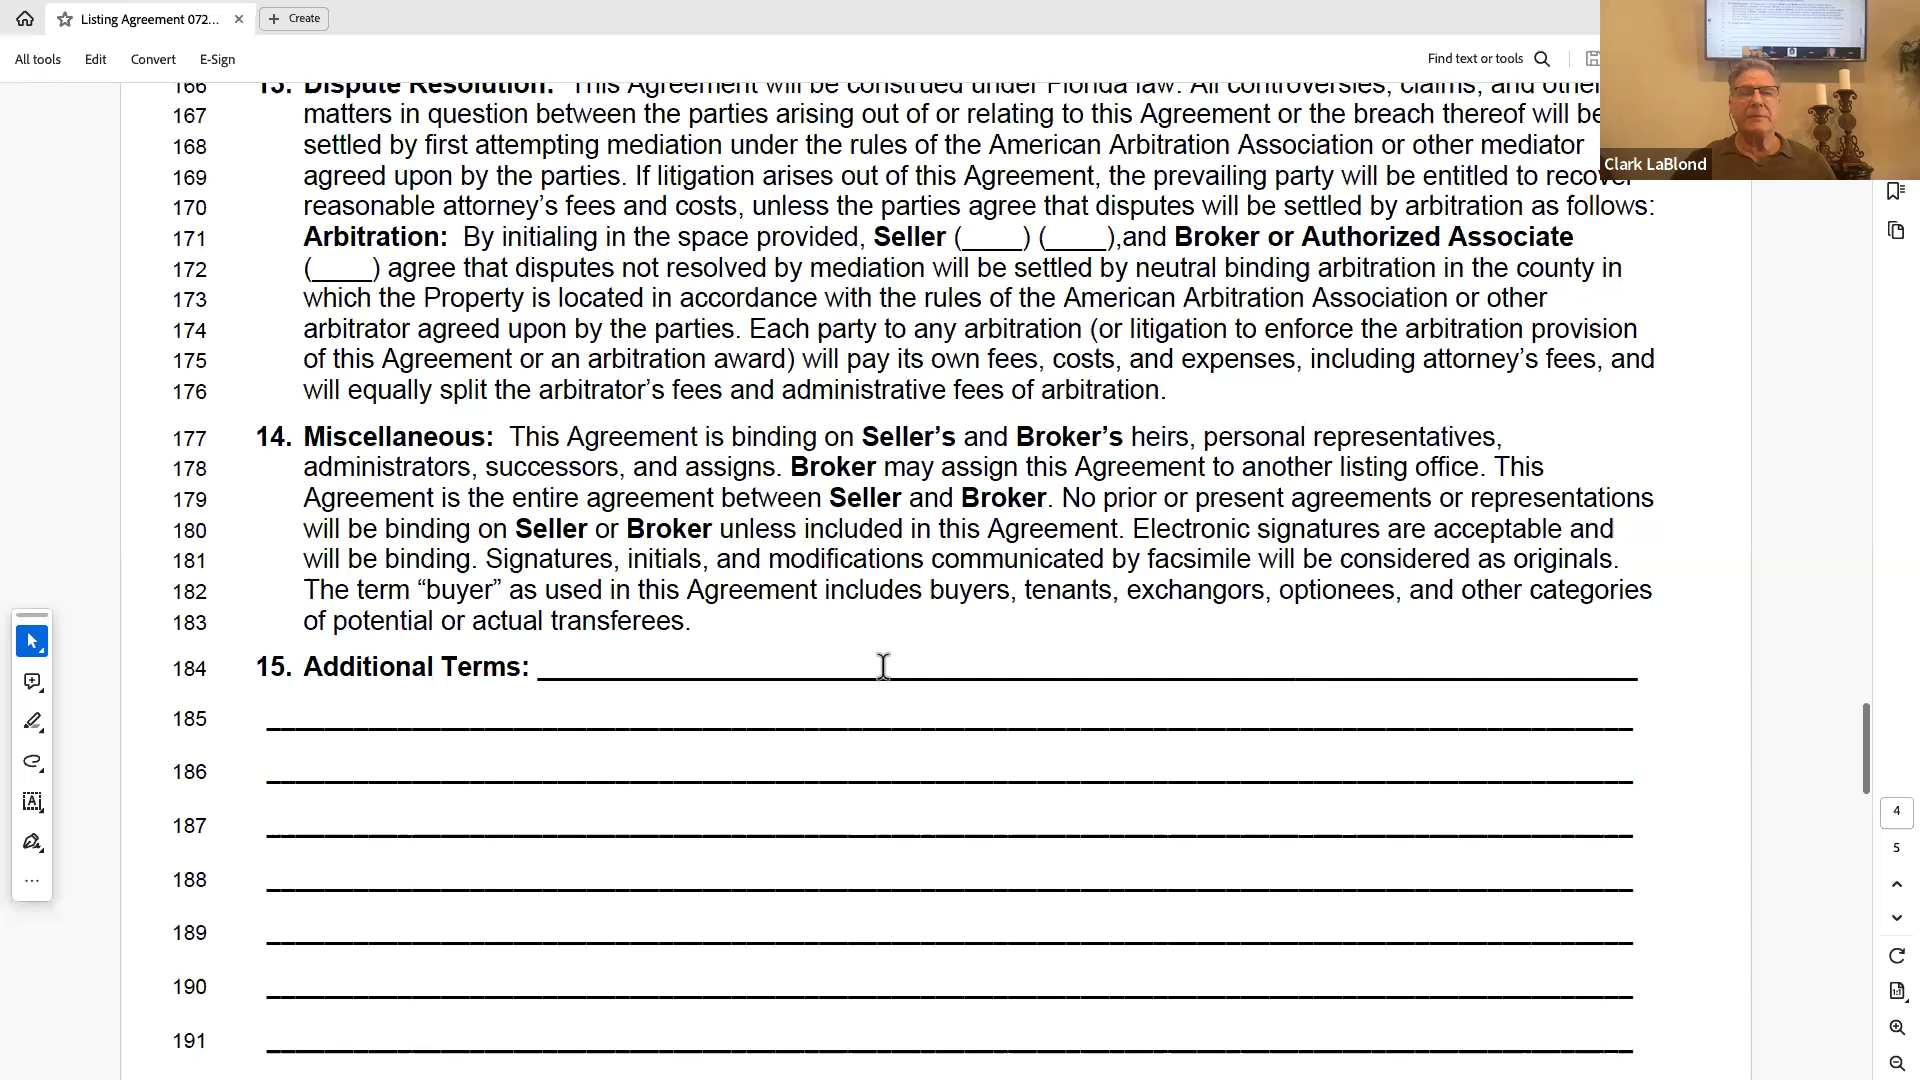 Listing Agreement 072...
Create
All tools
Edit
Convert
E-Sign
Find text or tools
Clark LaBlond
166 13. Dispute Resolution: This Agreement will be construed under Florida law. All controversies, claims, and other
167 matters in question between the parties arising out of or relating to this Agreement or the breach thereof will be
168 settled by first attempting mediation under the rules of the American Arbitration Association or other mediator
169 agreed upon by the parties. If litigation arises out of this Agreement, the prevailing party will be entitled to recover
170 reasonable attorney's fees and costs, unless the parties agree that disputes will be settled by arbitration as follows:
171 Arbitration: By initialing in the space provided, Seller (____) (____),and Broker or Authorized Associate
172 (____) agree that disputes not resolved by mediation will be settled by neutral binding arbitration in the county in
173 which the Property is located in accordance with the rules of the American Arbitration Association or other
174 arbitrator agreed upon by the parties. Each party to any arbitration (or litigation to enforce the arbitration provision
175 of this Agreement or an arbitration award) will pay its own fees, costs, and expenses, including attorney's fees, and
176 will equally split the arbitrator's fees and administrative fees of arbitration.
177 14. Miscellaneous: This Agreement is binding on Seller's and Broker's heirs, personal representatives,
178 administrators, successors, and assigns. Broker may assign this Agreement to another listing office. This
179 Agreement is the entire agreement between Seller and Broker. No prior or present agreements or representations
180 will be binding on Seller or Broker unless included in this Agreement. Electronic signatures are acceptable and
181 will be binding. Signatures, initials, and modifications communicated by facsimile will be considered as originals.
182 The term “buyer” as used in this Agreement includes buyers, tenants, exchangors, optionees, and other categories
183 of potential or actual transferees.
184 15. Additional Terms:
185
186
187
188
189
190
191
4
5